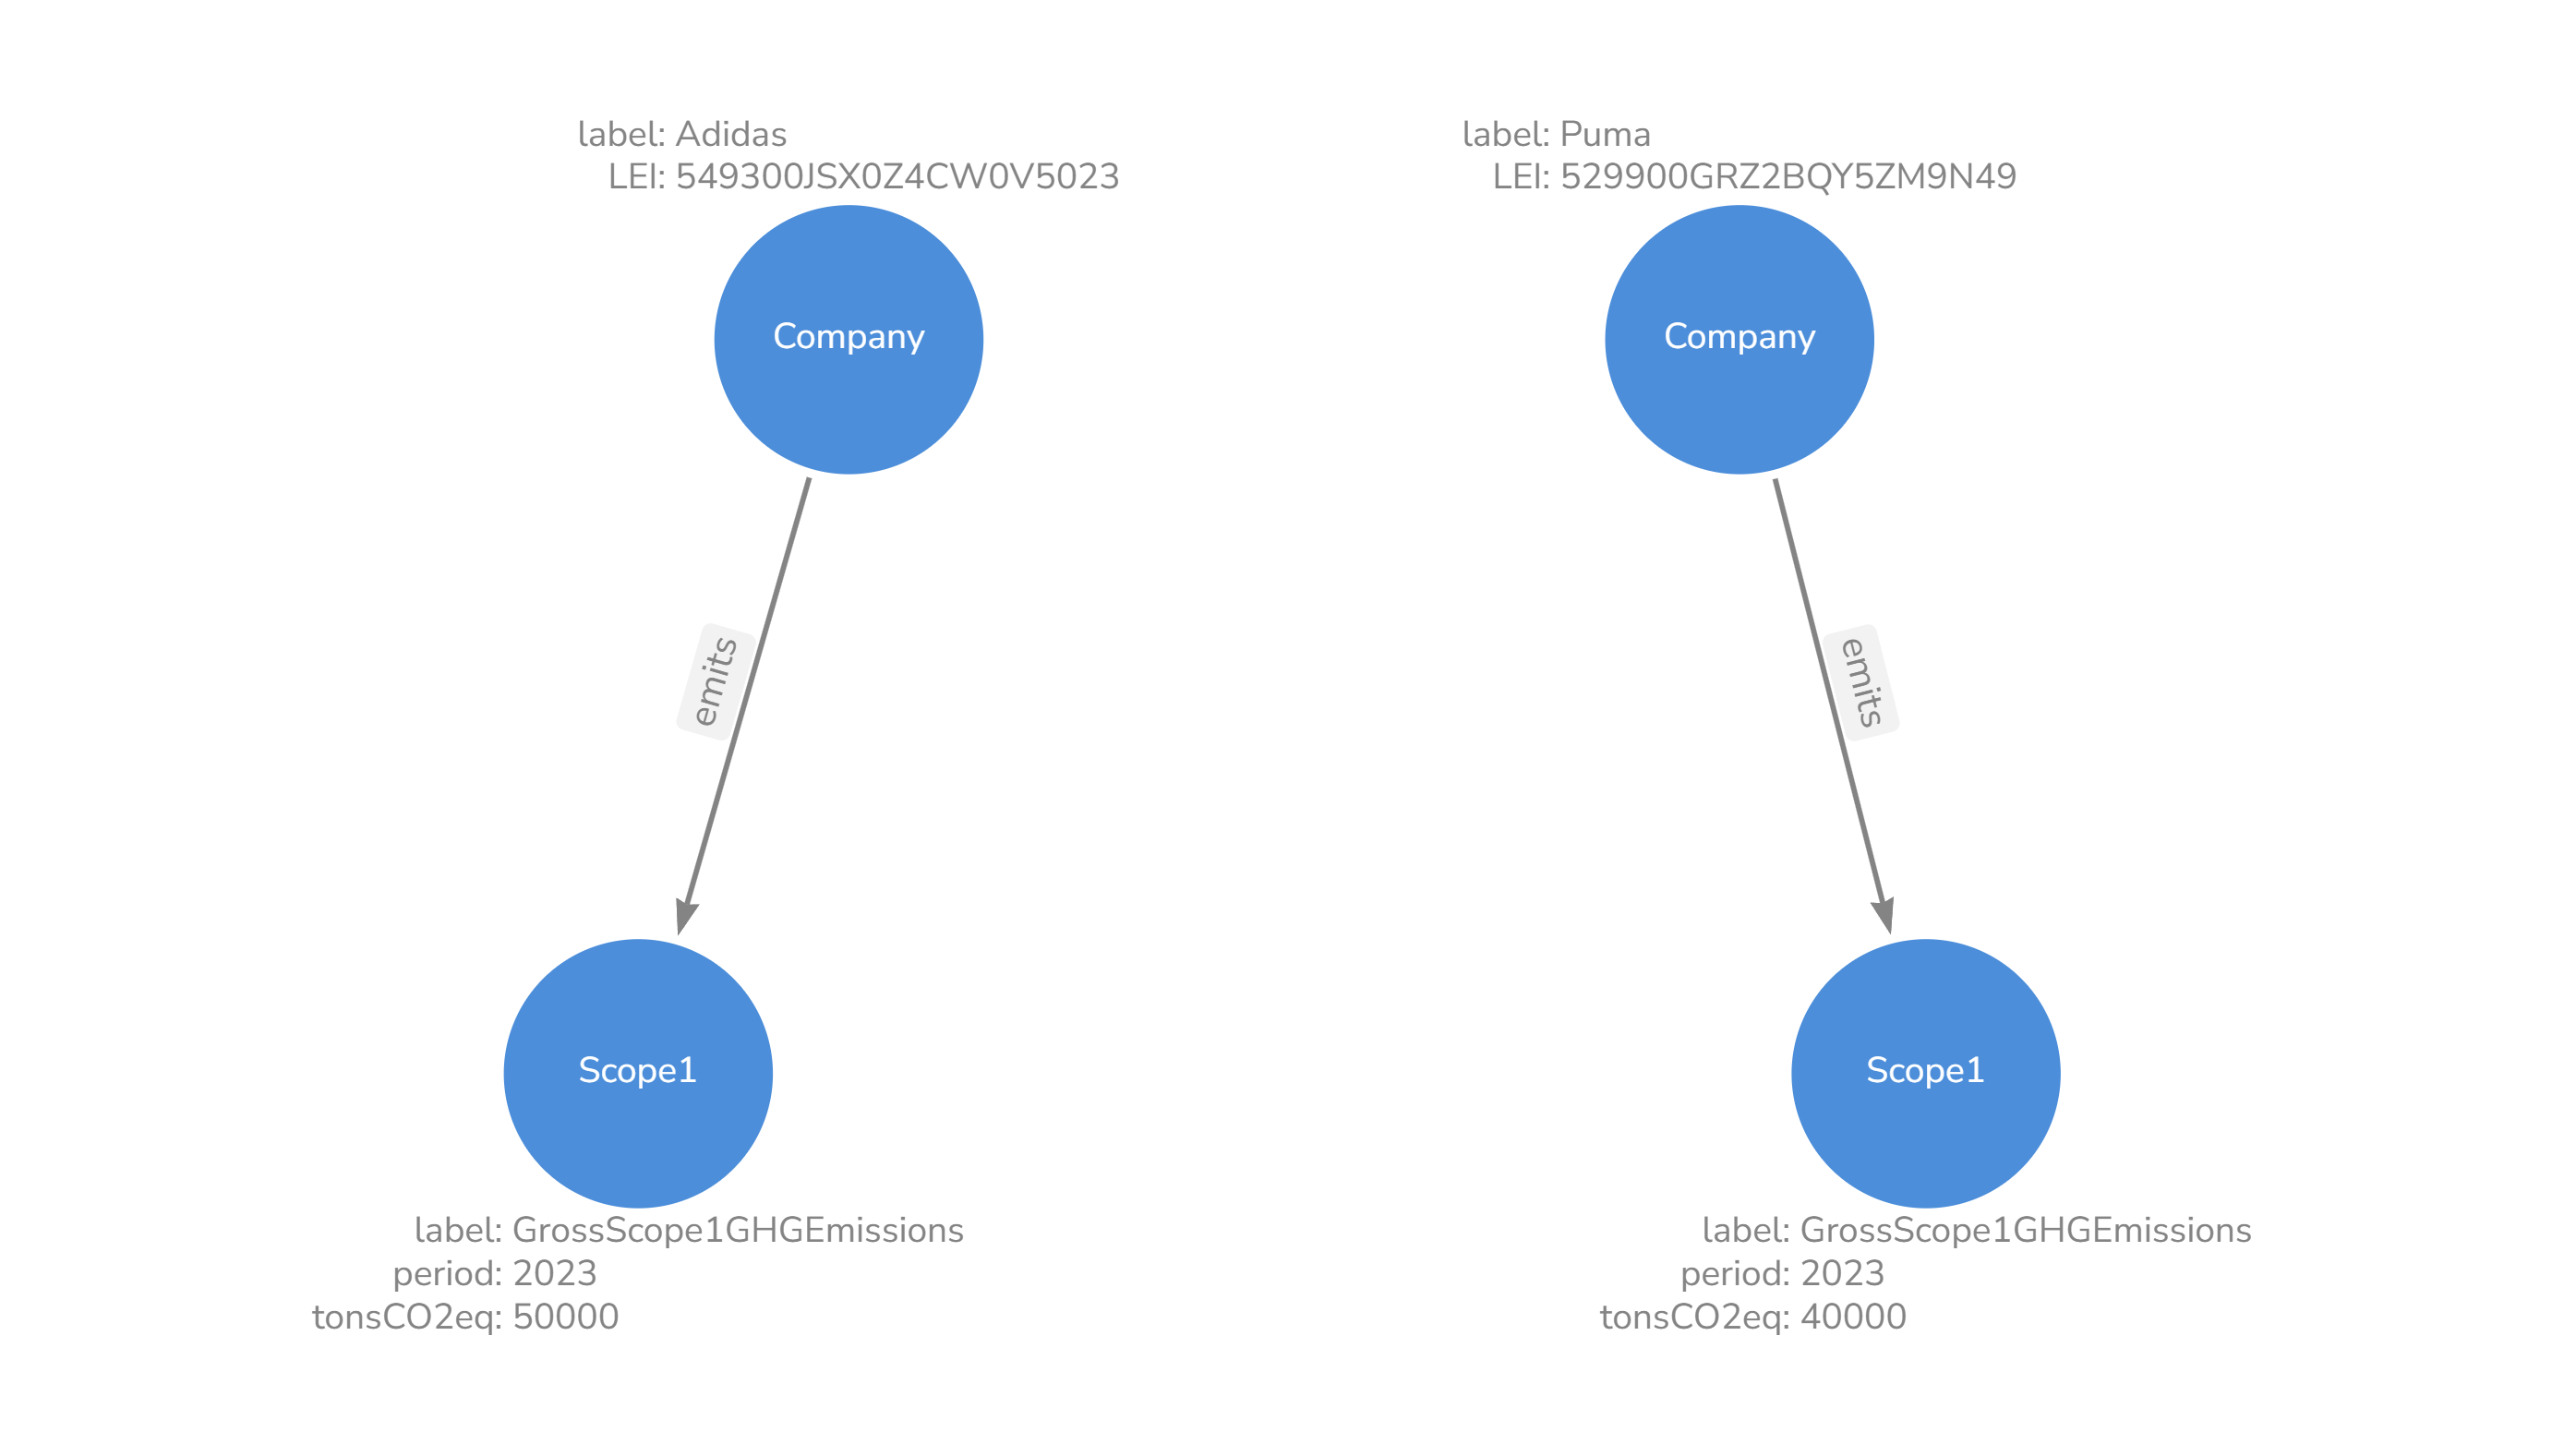 label: Adidas
LEI: 549300JSX0Z4CW0V5023
Company
emits
Scope1
label: GrossScope1GHGEmissions
period: 2023
tonsCO2eq: 50000
label: Puma
LEI: 529900GRZ2BQY5ZM9N49
Company
emits
Scope1
label: GrossScope1GHGEmissions
period: 2023
tonsCO2eq: 40000